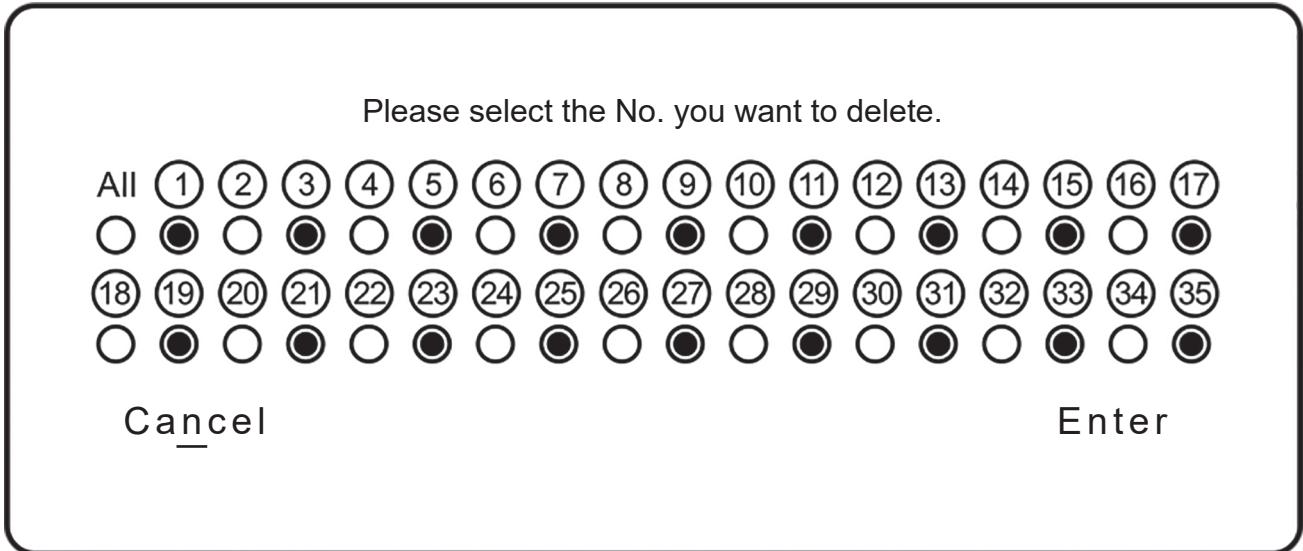 Please select the No. you want to delete.
All 1 2 3 4 5 6 7 8 9 10 11 12 13 14 15 16 17
18 19 20 21 22 23 24 25 26 27 28 29 30 31 32 33 34 35
Cancel Enter